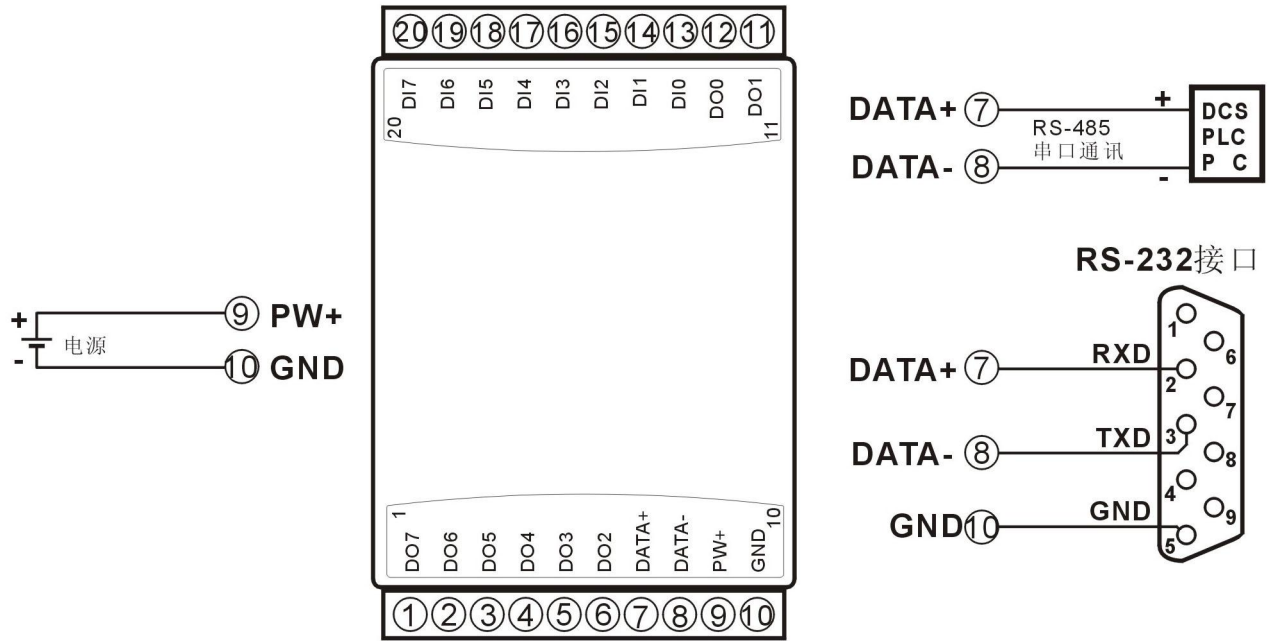 ⑳⑲⑱⑰⑯⑮⑭⑬⑫⑪
DI7 DI6 DI5 DI4 DI3 DI2 DI1 DI0 DO0 DO1
20 11
1 10
DO7 DO6 DO5 DO4 DO3 DO2 DATA+ DATA- PW+ GND
①②③④⑤⑥⑦⑧⑨⑩
+ ⑨ PW+
电源
- ⑩ GND
DATA+ ⑦ +
RS-485
串口通讯
DATA- ⑧ -
DCS
PLC
P C
RS-232接口
DATA+ ⑦ RXD
DATA- ⑧ TXD
GND⑩ GND
1
6
2
7
3
8
4
9
5